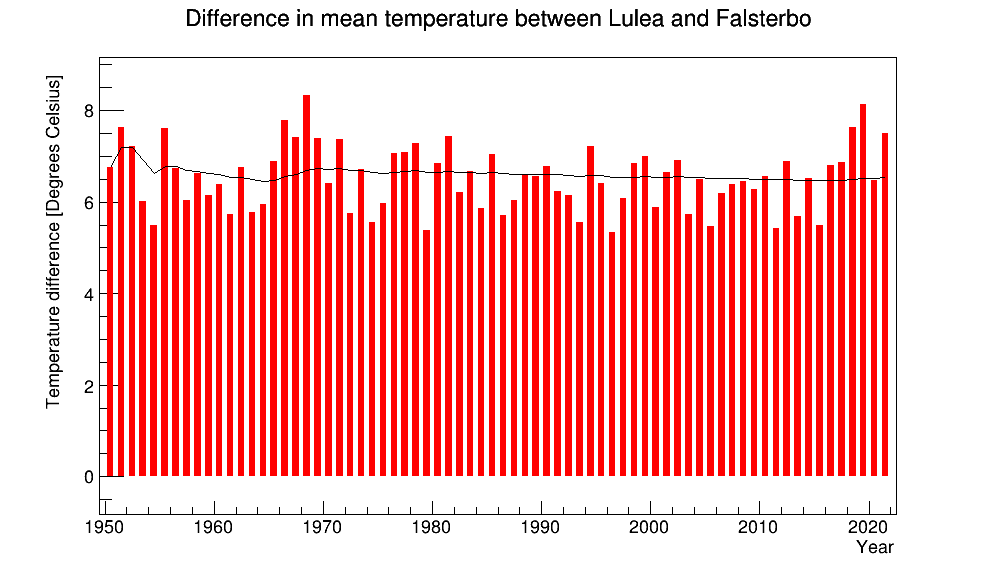 Difference in mean temperature between Lulea and Falsterbo
Temperature difference [Degrees Celsius]
8
6
4
2
0
1950 1960 1970 1980 1990 2000 2010 2020
Year